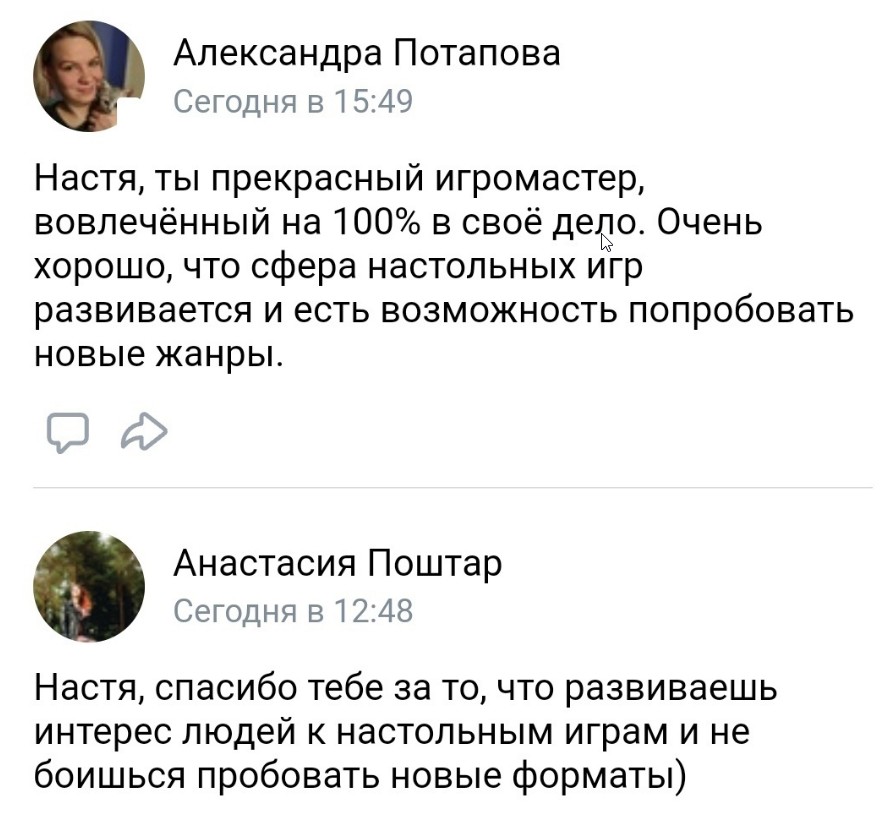 Александра Потапова
Сегодня в 15:49
Настя, ты прекрасный игромастер,
вовлечённый на 100% в своё дело. Очень
хорошо, что сфера настольных игр
развивается и есть возможность попробовать
новые жанры.
Анастасия Поштар
Сегодня в 12:48
Настя, спасибо тебе за то, что развиваешь
интерес людей к настольным играм и не
боишься пробовать новые форматы)